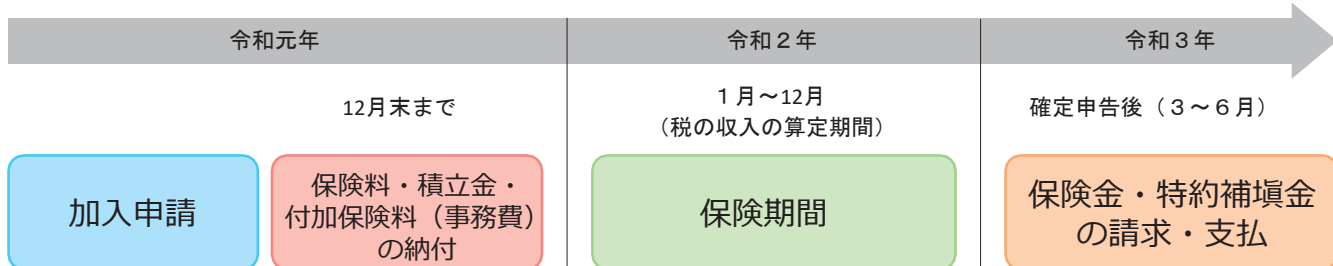 令和元年
令和２年
令和３年
12月末まで
１月～12月
（税の収入の算定期間）
確定申告後（３～６月）
加入申請
保険料・積立金・
付加保険料（事務費）
の納付
保険期間
保険金・特約補塡金
の請求・支払